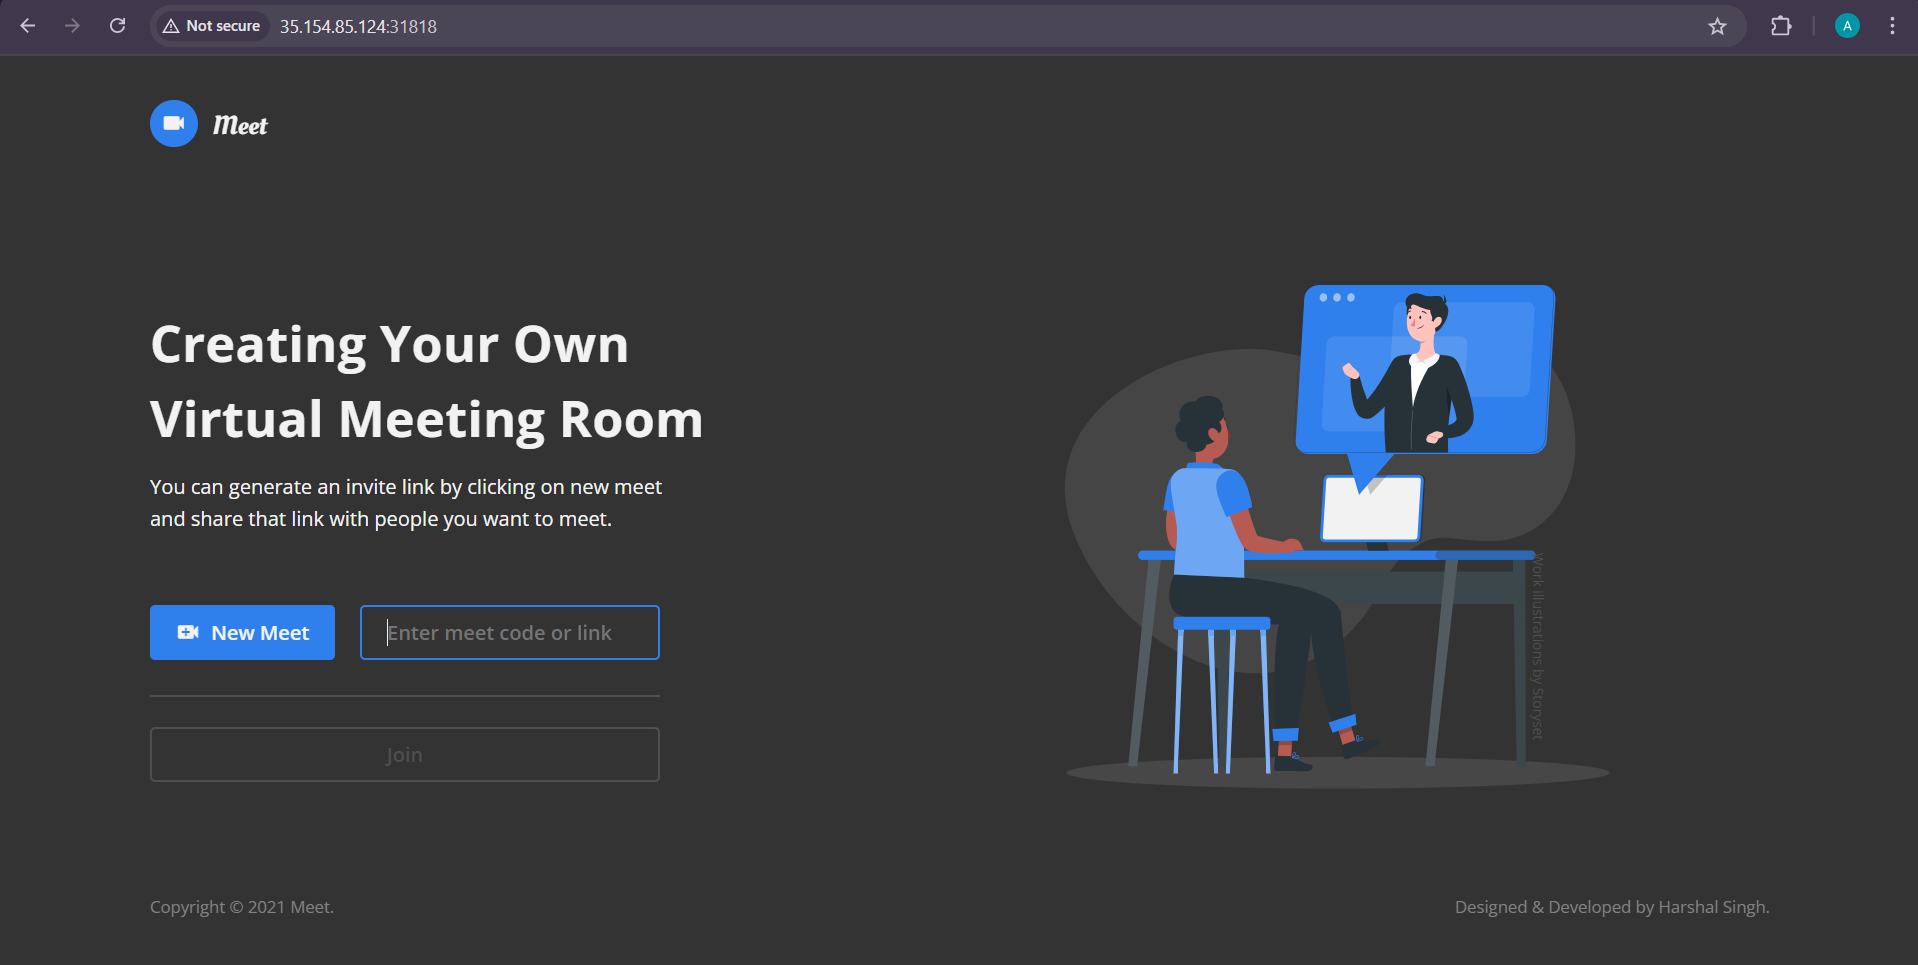 Not secure
35.154.85.124:31818
A
Meet
Creating Your Own
Virtual Meeting Room
You can generate an invite link by clicking on new meet
and share that link with people you want to meet.
New Meet
Enter meet code or link
Join
Work illustrations by Storyset
Copyright © 2021 Meet.
Designed & Developed by Harshal Singh.